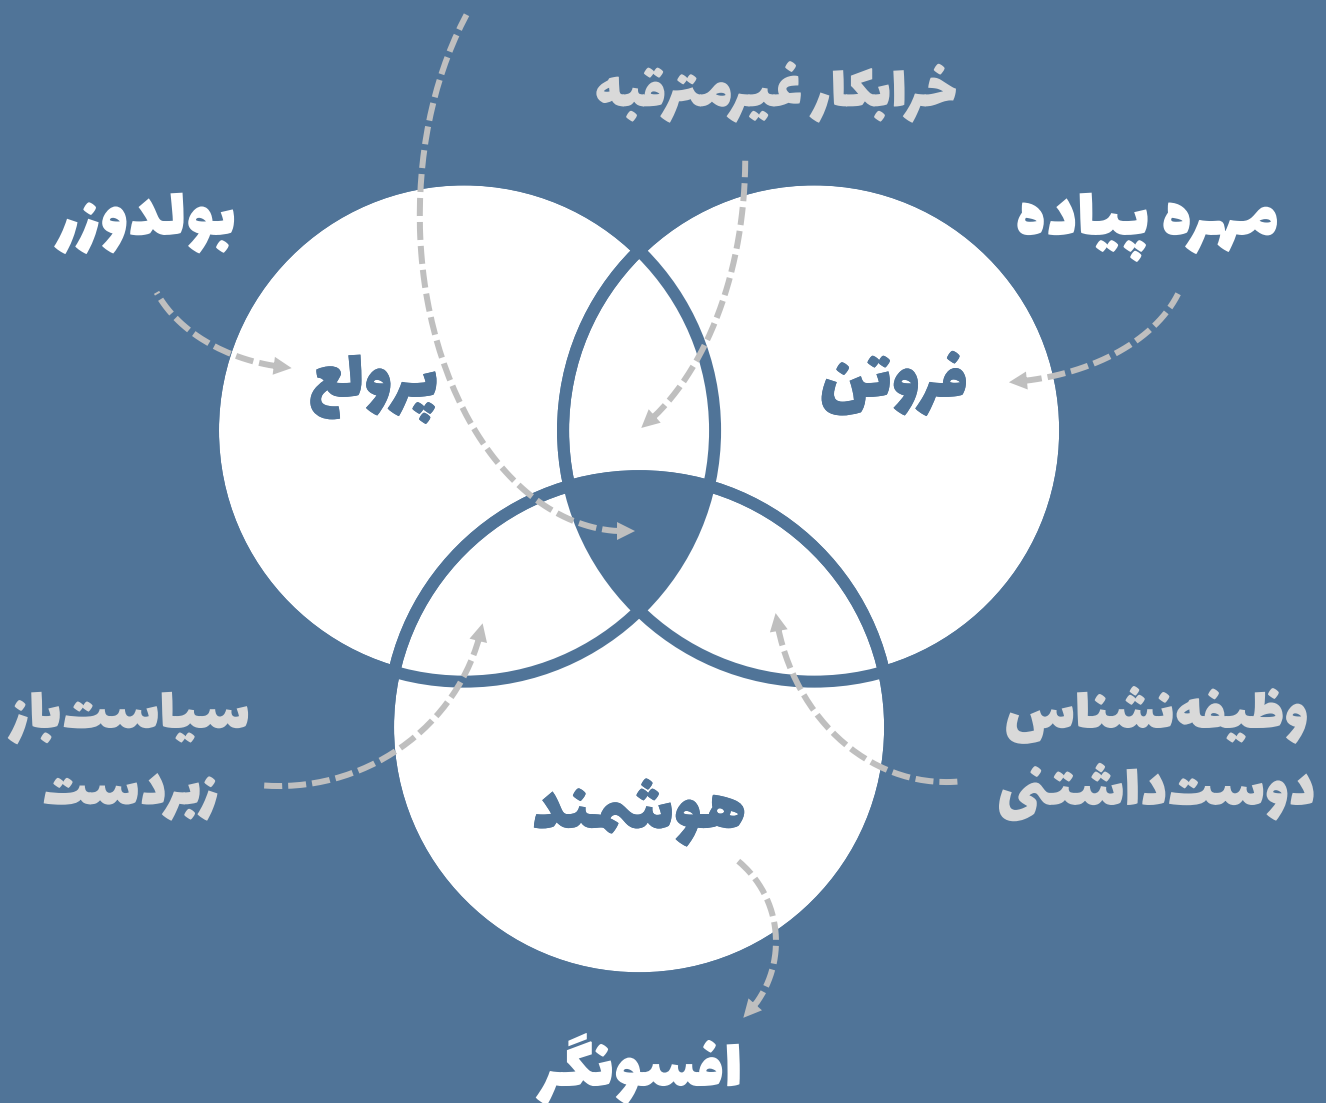 خرابکار غیرمترقبه
مهره پیاده
بولدوزر
فروتن
پرولع
وظیفه‌نشناس
دوست‌داشتنی
سیاست‌باز
زبردست
هوشمند
افسونگر